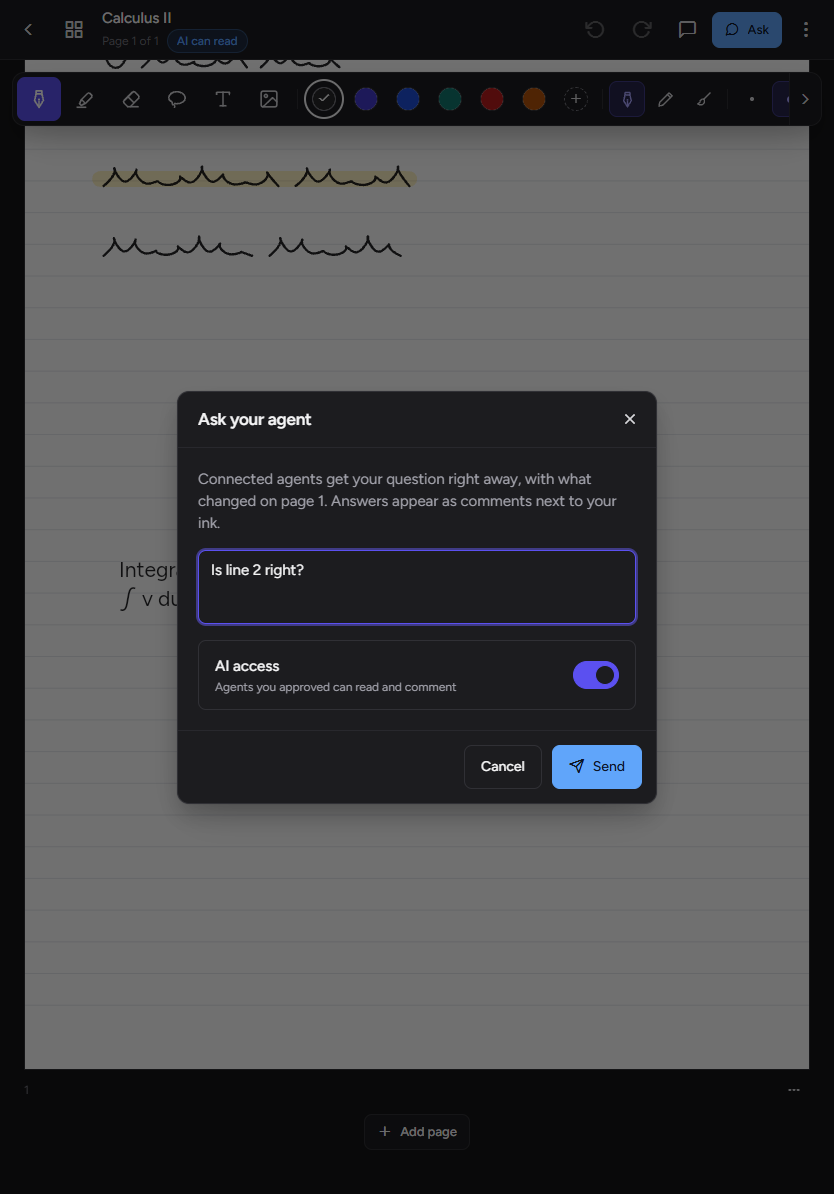 Calculus II
Page 1 of 1 AI can read
Ask
T
Ask your agent
Connected agents get your question right away, with what
changed on page 1. Answers appear as comments next to your
ink.
Integr
∫ v du
Is line 2 right?
AI access
Agents you approved can read and comment
Cancel
Send
1
Add page